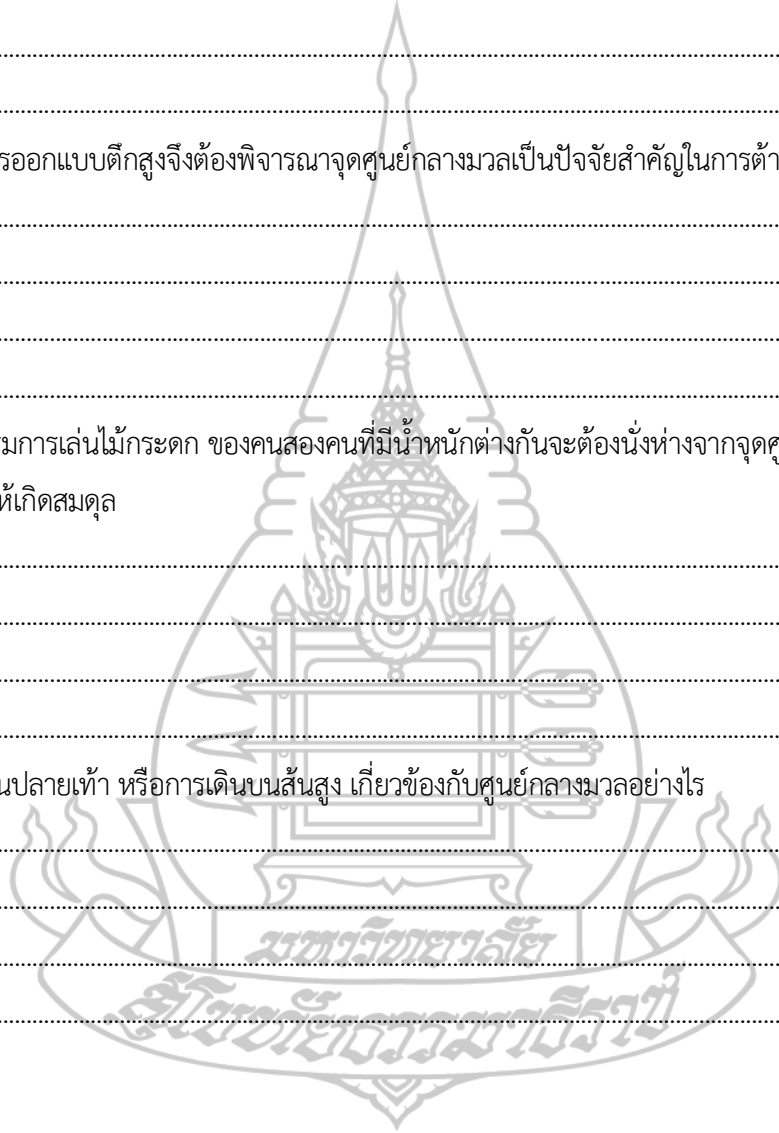 รออกแบบตึกสูงจึงต้องพิจารณาจุดศูนย์กลางมวลเป็นปัจจัยสำคัญในการต้า
รมการเล่นไม้กระดก ของคนสองคนที่มีน้ำหนักต่างกันจะต้องนั่งห่างจากจุดศู
ห้เกิดสมดุล
นปลายเท้า หรือการเดินบนส้นสูง เกี่ยวข้องกับศูนย์กลางมวลอย่างไร
มหาวิทยาลัย
สุโขทัยธรรมาธิราช